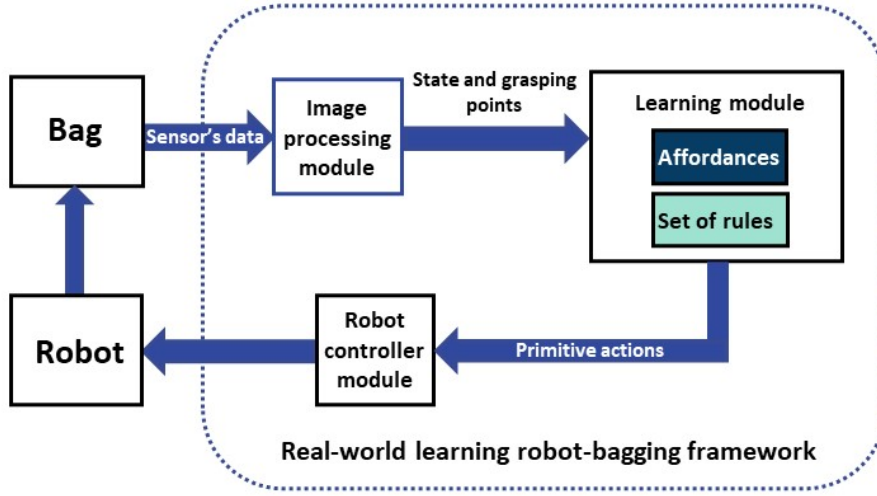 Bag
Sensor's data
Image
processing
module
State and grasping
points
Learning module
Affordances
Set of rules
Robot
Robot
controller
module
Primitive actions
Real-world learning robot-bagging framework